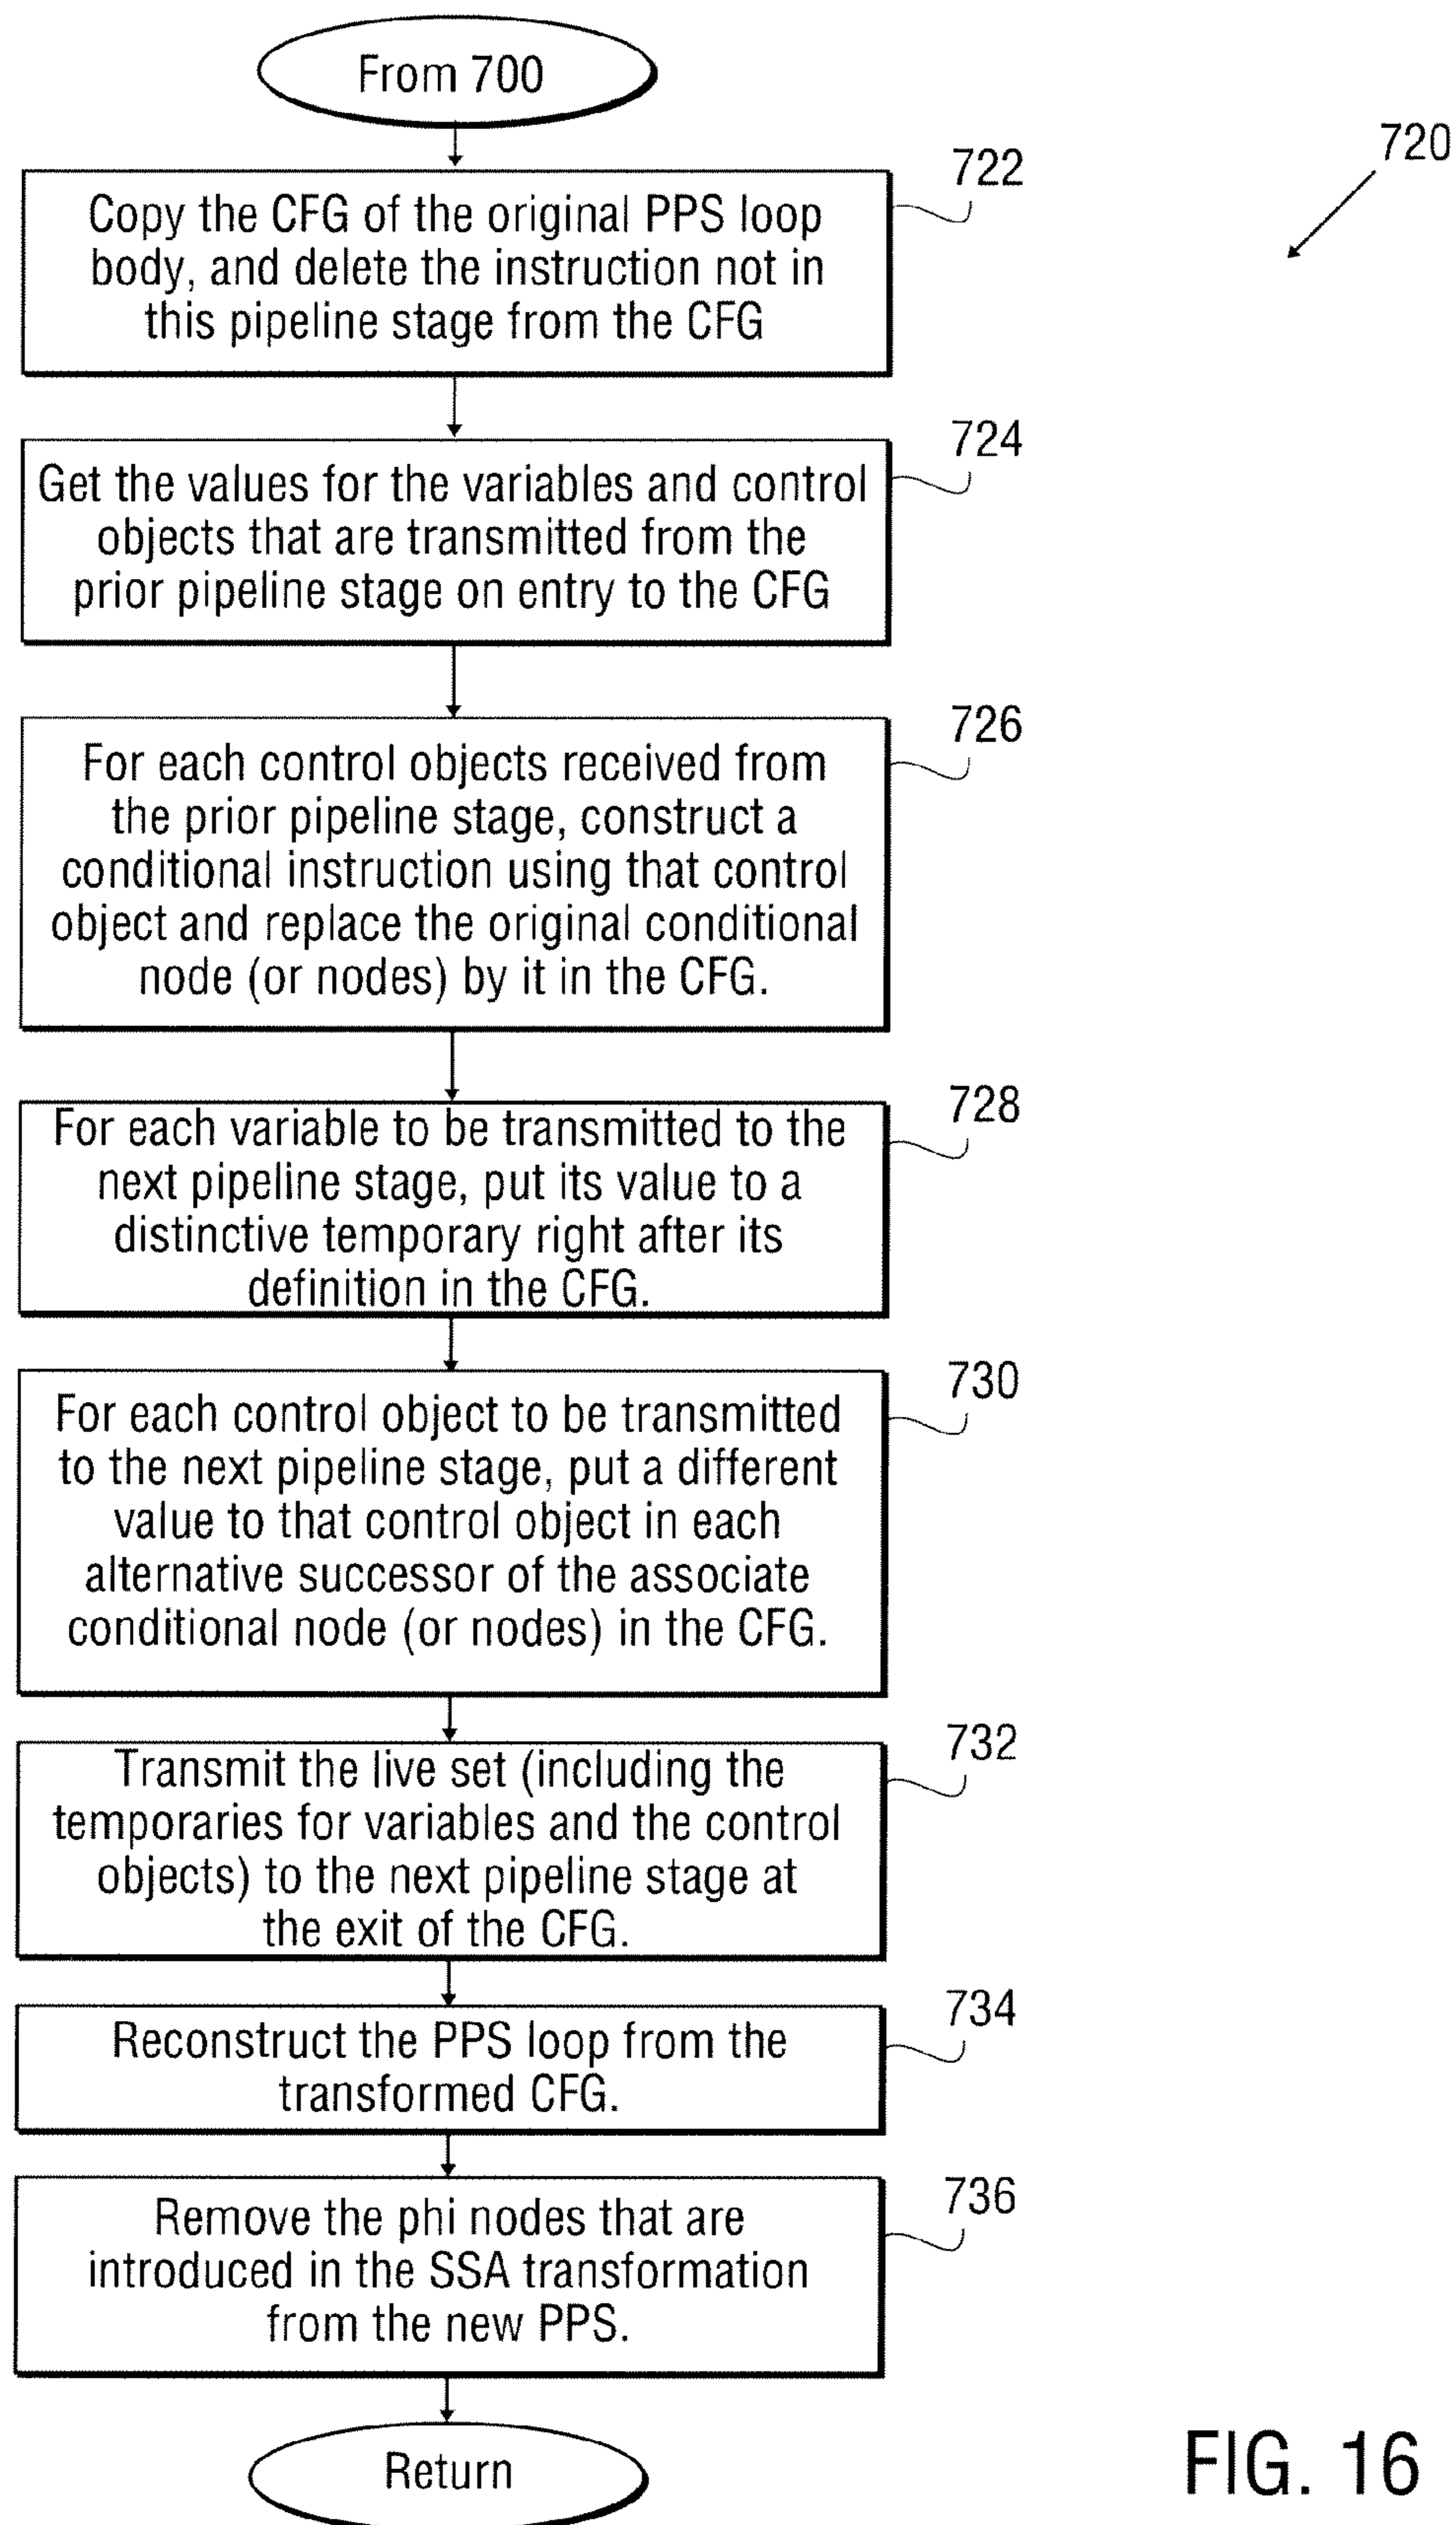 From 700
720
722
Copy the CFG of the original PPS loop
body, and delete the instruction not in
this pipeline stage from the CFG
724
Get the values for the variables and control
objects that are transmitted from the
prior pipeline stage on entry to the CFG
726
For each control objects received from
the prior pipeline stage, construct a
conditional instruction using that control
object and replace the original conditional
node (or nodes) by it in the CFG.
728
For each variable to be transmitted to the
next pipeline stage, put its value to a
distinctive temporary right after its
definition in the CFG.
730
For each control object to be transmitted
to the next pipeline stage, put a different
value to that control object in each
alternative successor of the associate
conditional node (or nodes) in the CFG.
732
Transmit the live set (including the
temporaries for variables and the control
objects) to the next pipeline stage at
the exit of the CFG.
734
Reconstruct the PPS loop from the
transformed CFG.
736
Remove the phi nodes that are
introduced in the SSA transformation
from the new PPS.
Return
FIG. 16